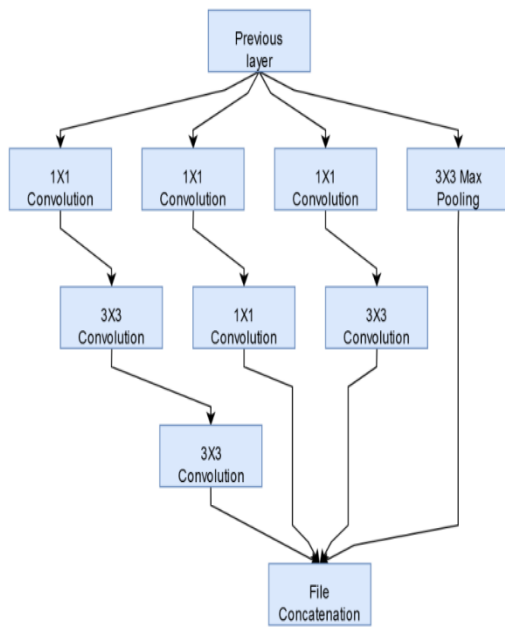 Previous
layer
1X1
Convolution
1X1
Convolution
1X1
Convolution
3X3 Max
Pooling
3X3
Convolution
1X1
Convolution
3X3
Convolution
3X3
Convolution
File
Concatenation